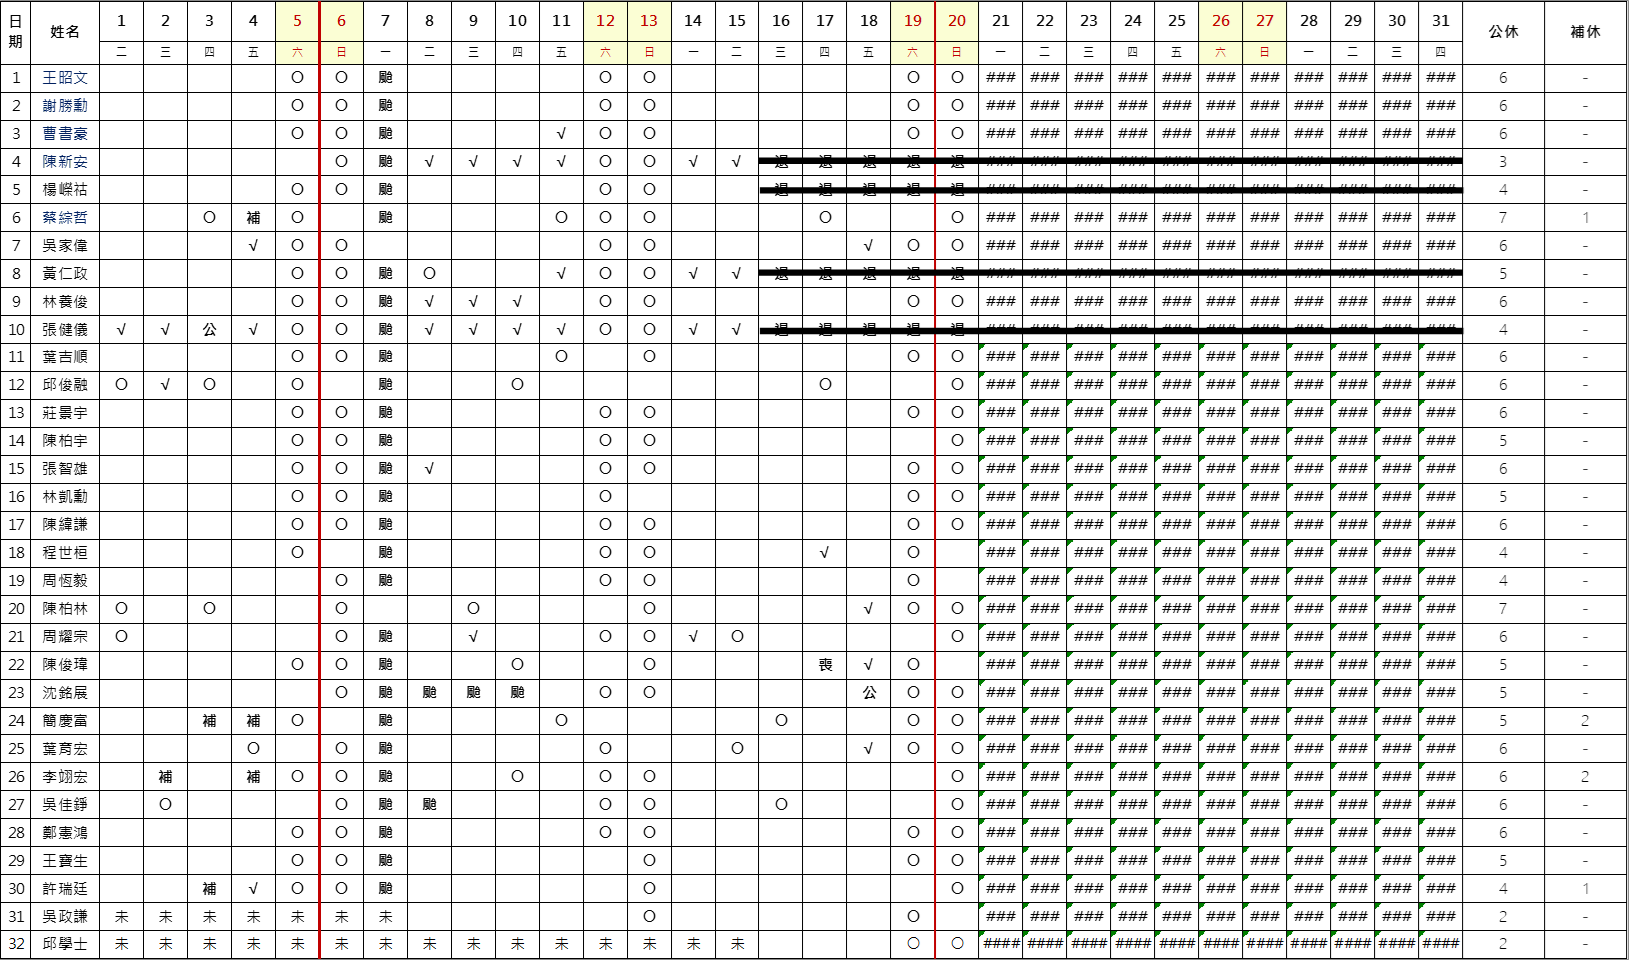 日期 姓名 1 2 3 4 5 6 7 8 9 10 11 12 13 14 15 16 17 18 19 20 21 22 23 24 25 26 27 28 29 30 31 公休 補休
二 三 四 五 六 日 一 二 三 四 五 六 日 一 二 三 四 五 六 日 一 二 三 四 五 六 日 一 二 三 四
1 王昭文 〇 〇 颱 〇 〇 〇 〇 ### ### ### ### ### ### ### ### ### ### ### 6 -
2 謝勝勳 〇 〇 颱 〇 〇 〇 〇 ### ### ### ### ### ### ### ### ### ### ### 6 -
3 曹書豪 〇 〇 颱 √ 〇 〇 〇 〇 ### ### ### ### ### ### ### ### ### ### ### 6 -
4 陳新安 〇 颱 √ √ √ √ 〇 〇 √ √ 退 退 退 退 退 ### ### ### ### ### ### ### ### ### ### ### 3 -
5 楊嶸祜 〇 〇 颱 〇 〇 退 退 退 退 退 ### ### ### ### ### ### ### ### ### ### ### 4 -
6 蔡綜哲 〇 補 〇 颱 〇 〇 〇 〇 〇 ### ### ### ### ### ### ### ### ### ### ### 7 1
7 吳家偉 √ 〇 〇 〇 〇 √ 〇 〇 ### ### ### ### ### ### ### ### ### ### ### 6 -
8 黃仁政 〇 〇 颱 〇 √ 〇 〇 √ √ 退 退 退 退 退 ### ### ### ### ### ### ### ### ### ### ### 5 -
9 林養俊 〇 〇 颱 √ √ √ 〇 〇 〇 〇 ### ### ### ### ### ### ### ### ### ### ### 6 -
10 張健儀 √ √ 公 √ 〇 〇 颱 √ √ √ √ 〇 〇 √ √ 退 退 退 退 退 ### ### ### ### ### ### ### ### ### ### ### 4 -
11 葉吉順 〇 〇 颱 〇 〇 〇 〇 ### ### ### ### ### ### ### ### ### ### ### 6 -
12 邱俊融 〇 √ 〇 〇 颱 〇 〇 〇 ### ### ### ### ### ### ### ### ### ### ### 6 -
13 莊景宇 〇 〇 颱 〇 〇 〇 〇 ### ### ### ### ### ### ### ### ### ### ### 6 -
14 陳柏宇 〇 〇 颱 〇 〇 〇 ### ### ### ### ### ### ### ### ### ### ### 5 -
15 張智雄 〇 〇 颱 √ 〇 〇 〇 〇 ### ### ### ### ### ### ### ### ### ### ### 6 -
16 林凱勳 〇 〇 颱 〇 〇 〇 ### ### ### ### ### ### ### ### ### ### ### 5 -
17 陳緯謙 〇 〇 颱 〇 〇 〇 〇 ### ### ### ### ### ### ### ### ### ### ### 6 -
18 程世桓 〇 颱 〇 〇 √ 〇 ### ### ### ### ### ### ### ### ### ### ### 4 -
19 周恆毅 〇 颱 〇 〇 〇 ### ### ### ### ### ### ### ### ### ### ### 4 -
20 陳柏林 〇 〇 〇 〇 〇 √ 〇 〇 ### ### ### ### ### ### ### ### ### ### ### 7 -
21 周耀宗 〇 〇 颱 √ 〇 〇 √ 〇 〇 ### ### ### ### ### ### ### ### ### ### ### 6 -
22 陳俊瑋 〇 〇 颱 〇 〇 喪 √ 〇 ### ### ### ### ### ### ### ### ### ### ### 5 -
23 沈銘展 〇 颱 颱 颱 颱 〇 〇 公 〇 〇 ### ### ### ### ### ### ### ### ### ### ### 5 -
24 簡慶富 補 補 〇 颱 〇 〇 〇 〇 ### ### ### ### ### ### ### ### ### ### ### 5 2
25 葉育宏 〇 〇 颱 〇 〇 √ 〇 〇 ### ### ### ### ### ### ### ### ### ### ### 6 -
26 李翊宏 補 補 〇 〇 颱 〇 〇 〇 〇 ### ### ### ### ### ### ### ### ### ### ### 6 2
27 吳佳錚 〇 〇 颱 颱 〇 〇 〇 〇 ### ### ### ### ### ### ### ### ### ### ### 6 -
28 鄭憲鴻 〇 〇 颱 〇 〇 〇 〇 ### ### ### ### ### ### ### ### ### ### ### 6 -
29 王寶生 〇 〇 颱 〇 〇 〇 ### ### ### ### ### ### ### ### ### ### ### 5 -
30 許瑞廷 補 √ 〇 〇 颱 〇 〇 ### ### ### ### ### ### ### ### ### ### ### 4 1
31 吳政謙 未 未 未 未 未 未 未 〇 〇 ### ### ### ### ### ### ### ### ### ### ### 2 -
32 邱學士 未 未 未 未 未 未 未 未 未 未 未 未 未 未 未 〇 〇 #### #### #### #### #### #### #### #### #### #### #### 2 -